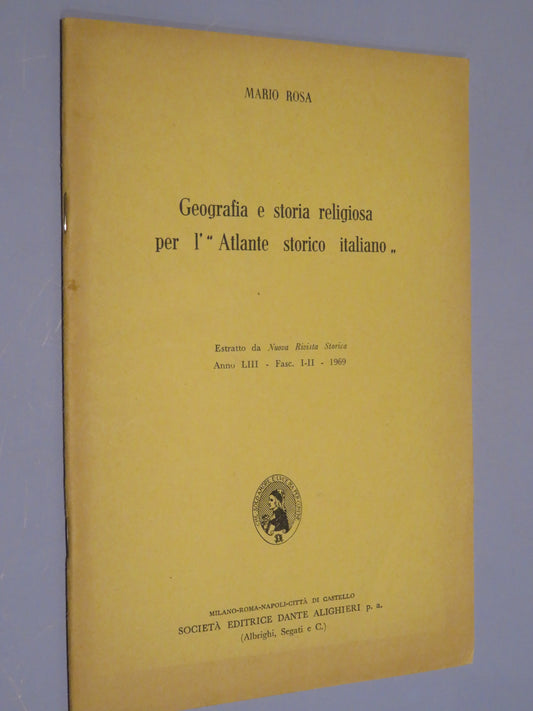 MARIO ROSA
Geografia e storia religiosa
per l' “ Atlante storico italiano „
Estratto da Nuova Rivista Storica
Anno LIII - Fasc. I-II - 1969
MILANO-ROMA-NAPOLI-CITTÀ DI CASTELLO
SOCIETÀ EDITRICE DANTE ALIGHIERI p. a.
(Albrighi, Segati e C.)